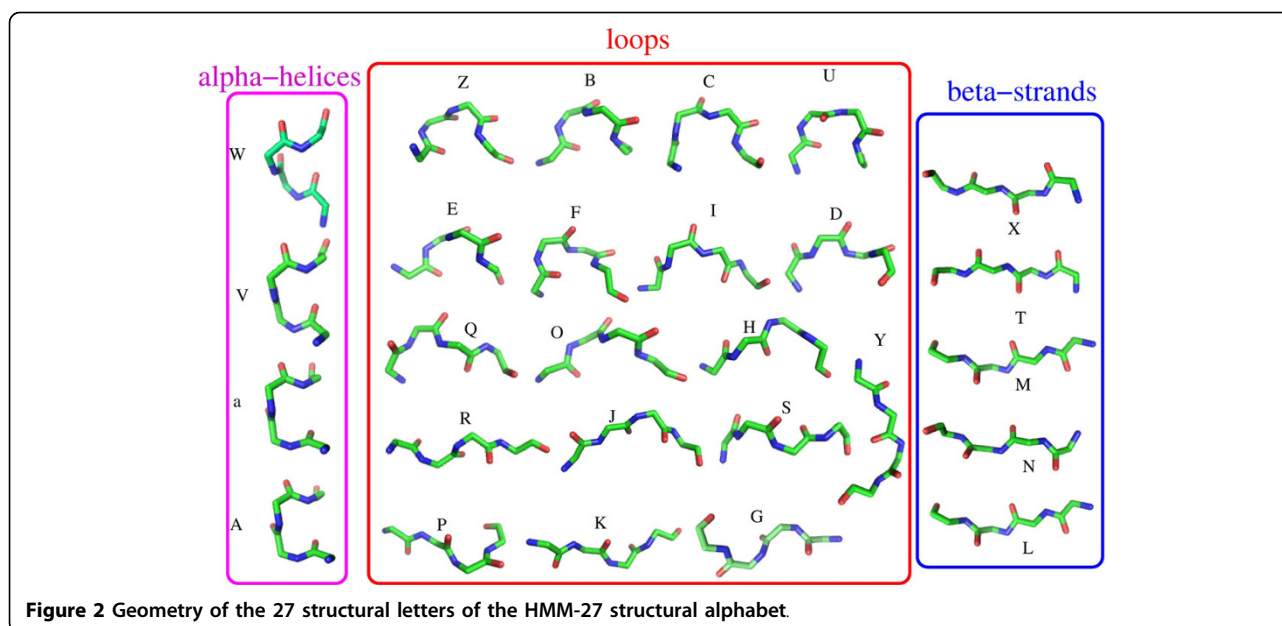 loops
alpha-helices
beta-strands
Z B C U
W
E F I D
X
V
T
Q O H Y
M
a
R J S
N
A
P K G
L
Figure 2 Geometry of the 27 structural letters of the HMM-27 structural alphabet.